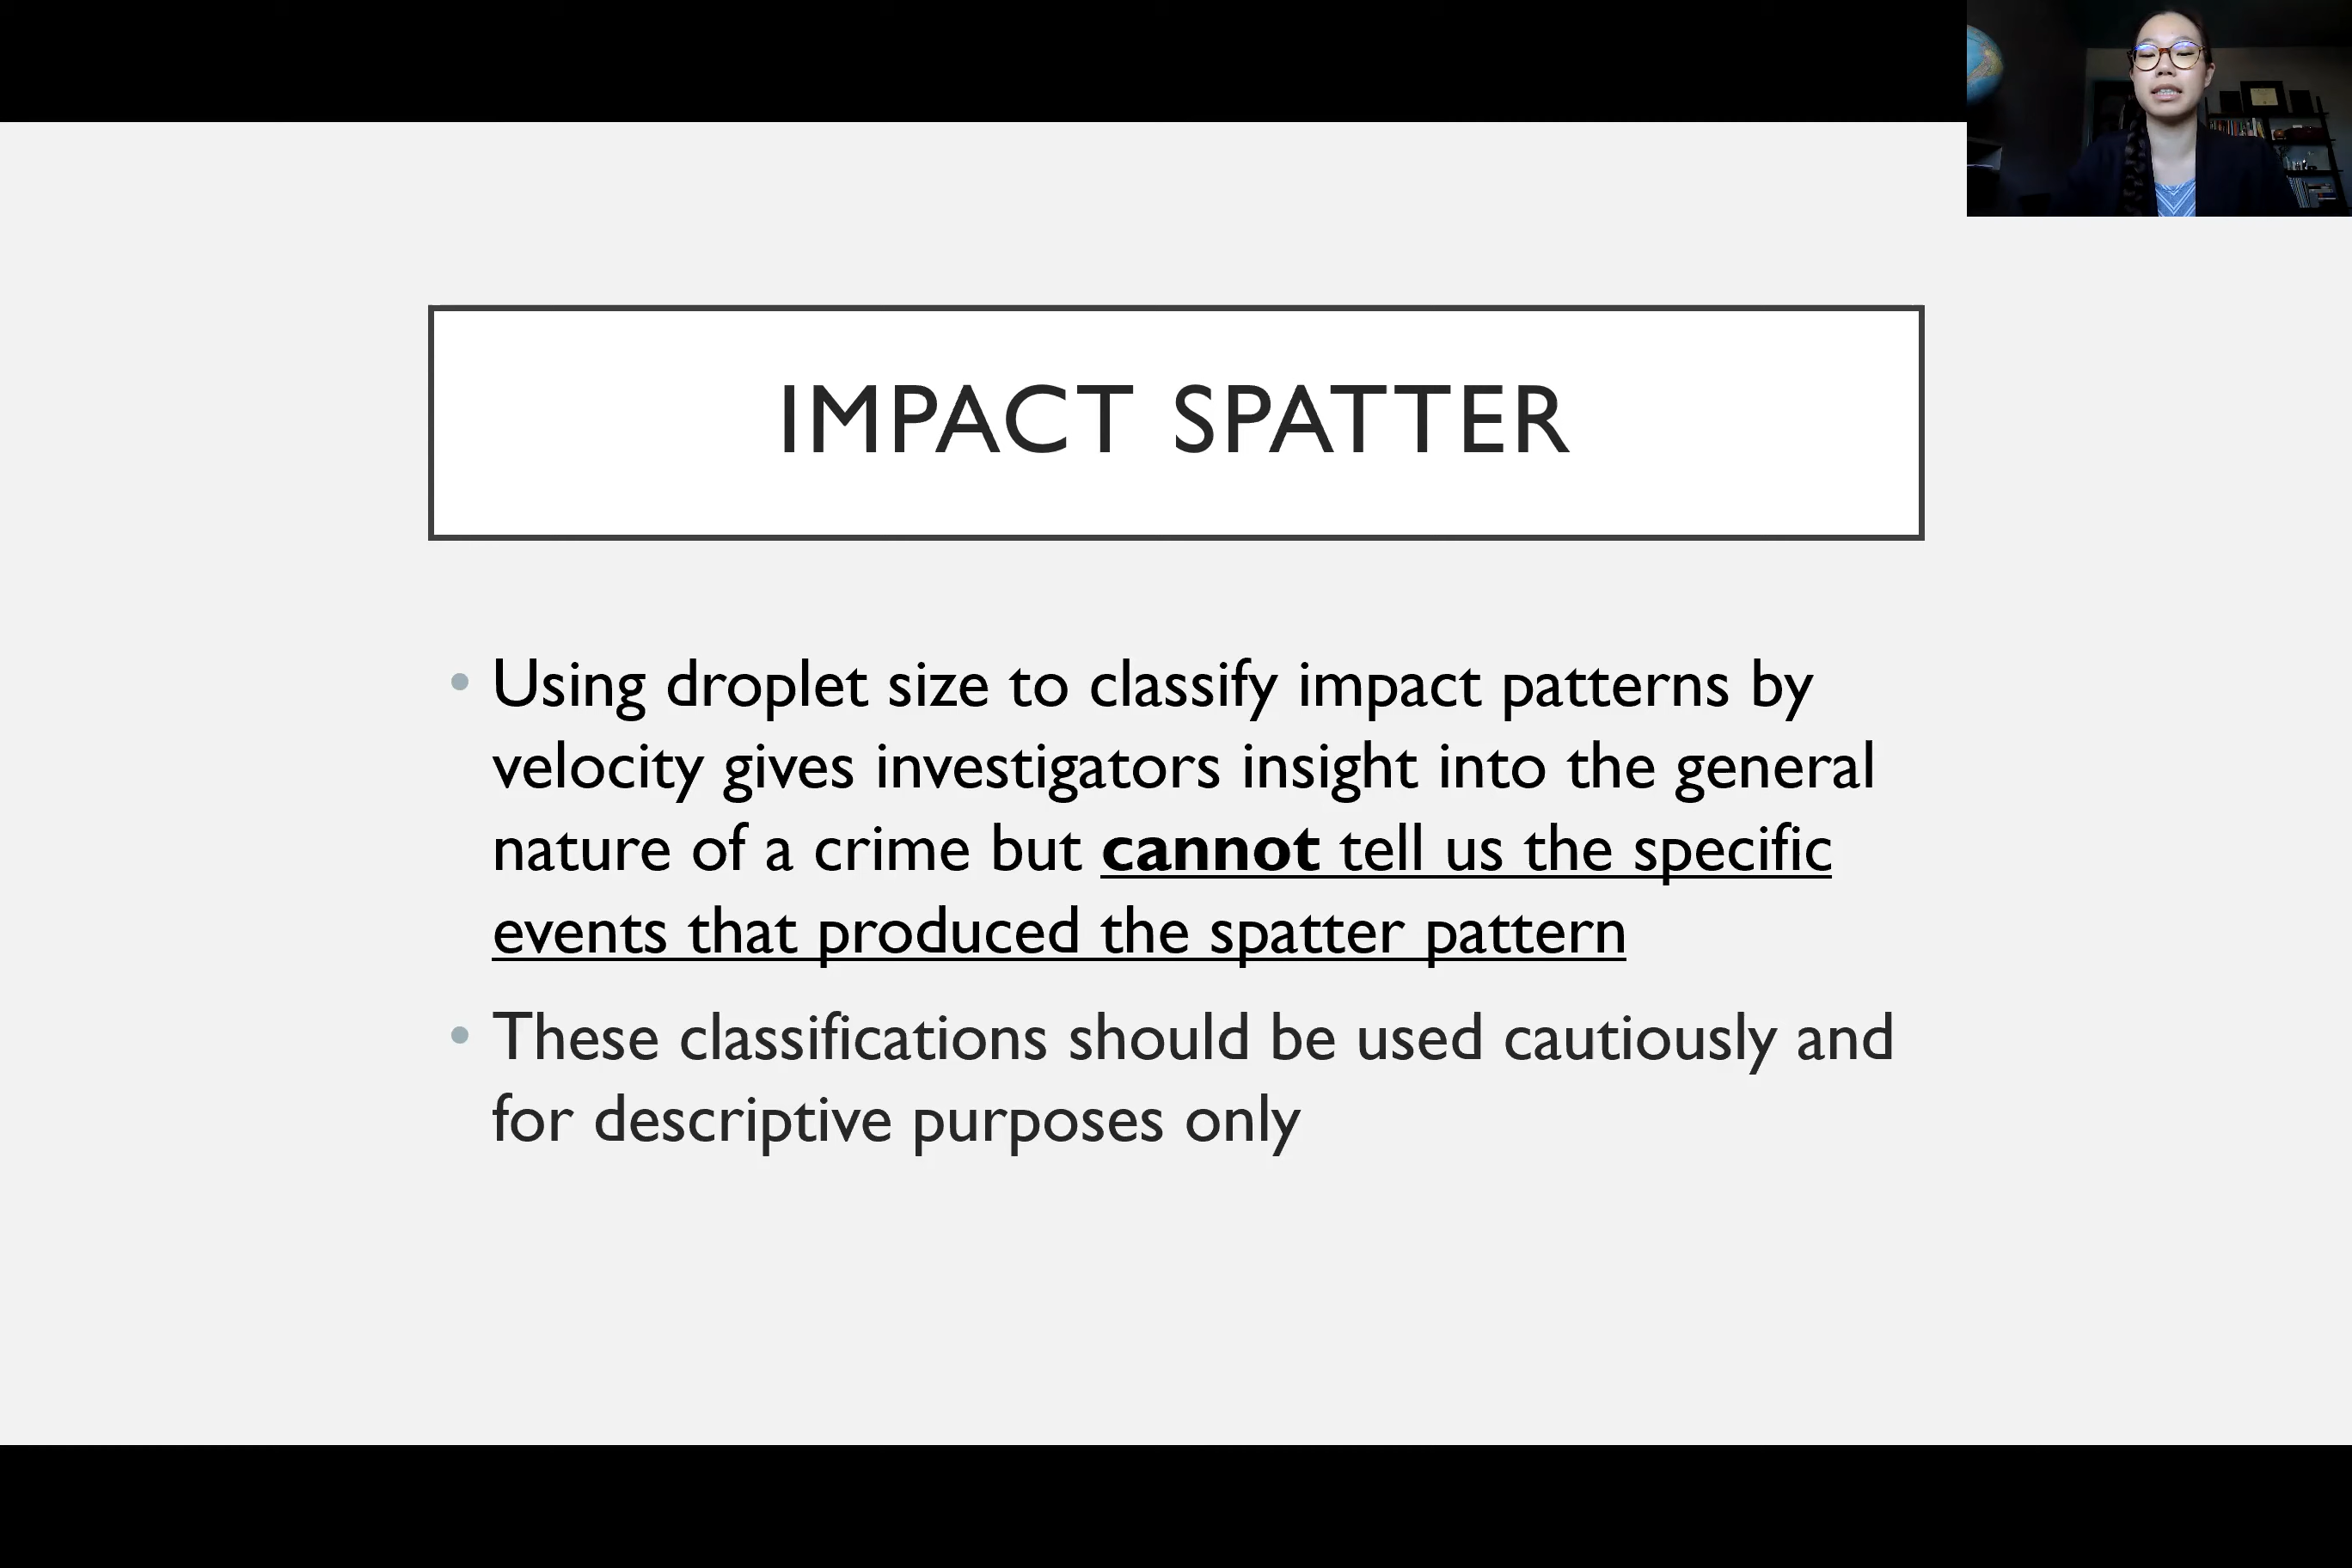 IMPACT SPATTER
• Using droplet size to classify impact patterns by
velocity gives investigators insight into the general
nature of a crime but cannot tell us the specific
events that produced the spatter pattern
• These classifications should be used cautiously and
for descriptive purposes only